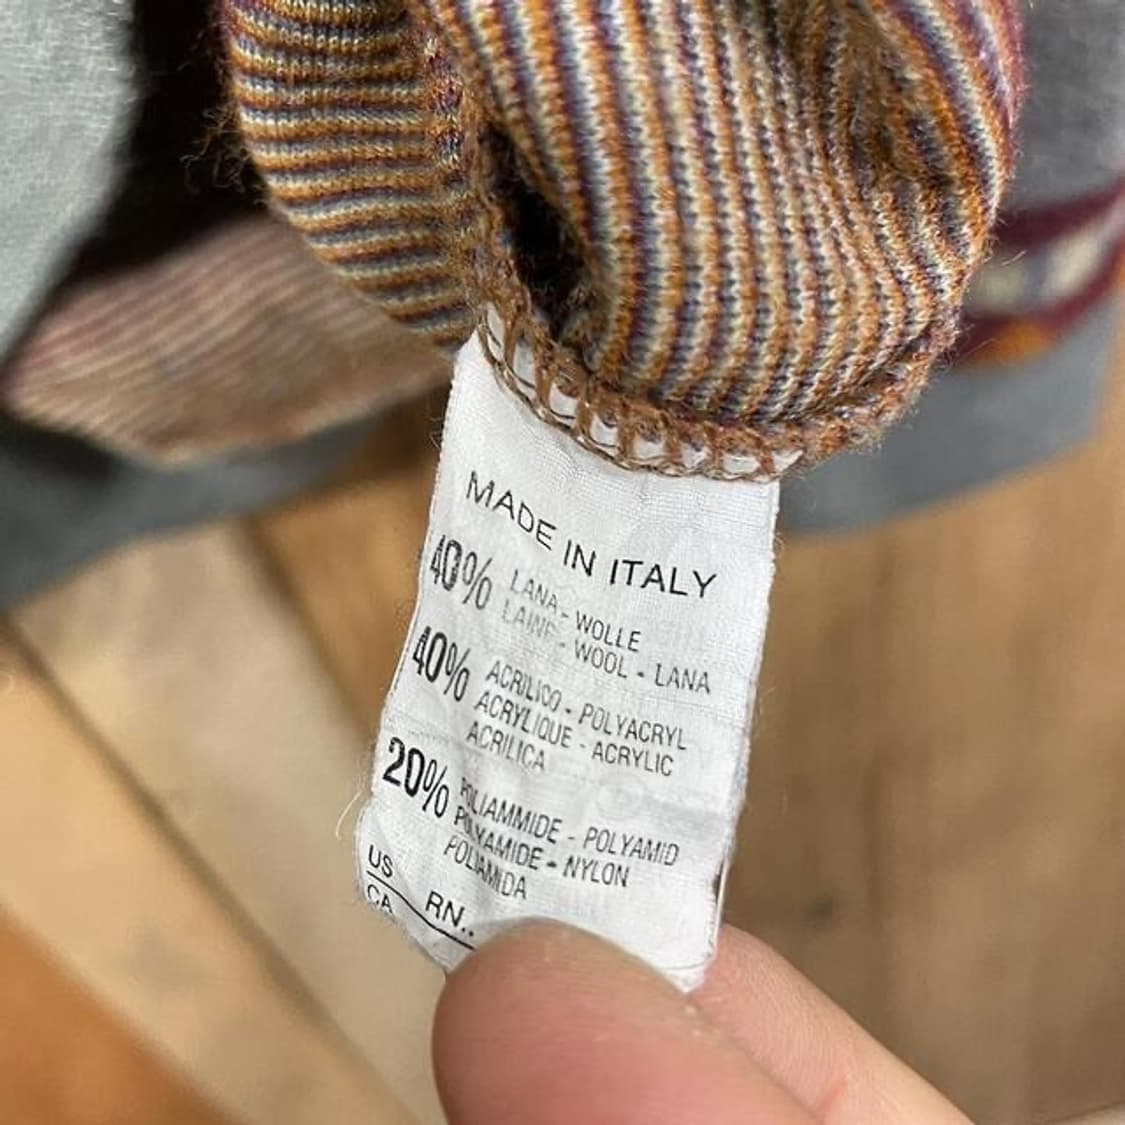 MADE IN ITALY
40% LANA - WOLLE
LAINE - WOOL - LANA
40% ACRILICO - POLYACRYL
ACRYLIQUE - ACRYLIC
ACRILICA
20% POLIAMMIDE - POLYAMID
POLYAMIDE - NYLON
POLIAMIDA
US RN..
CA